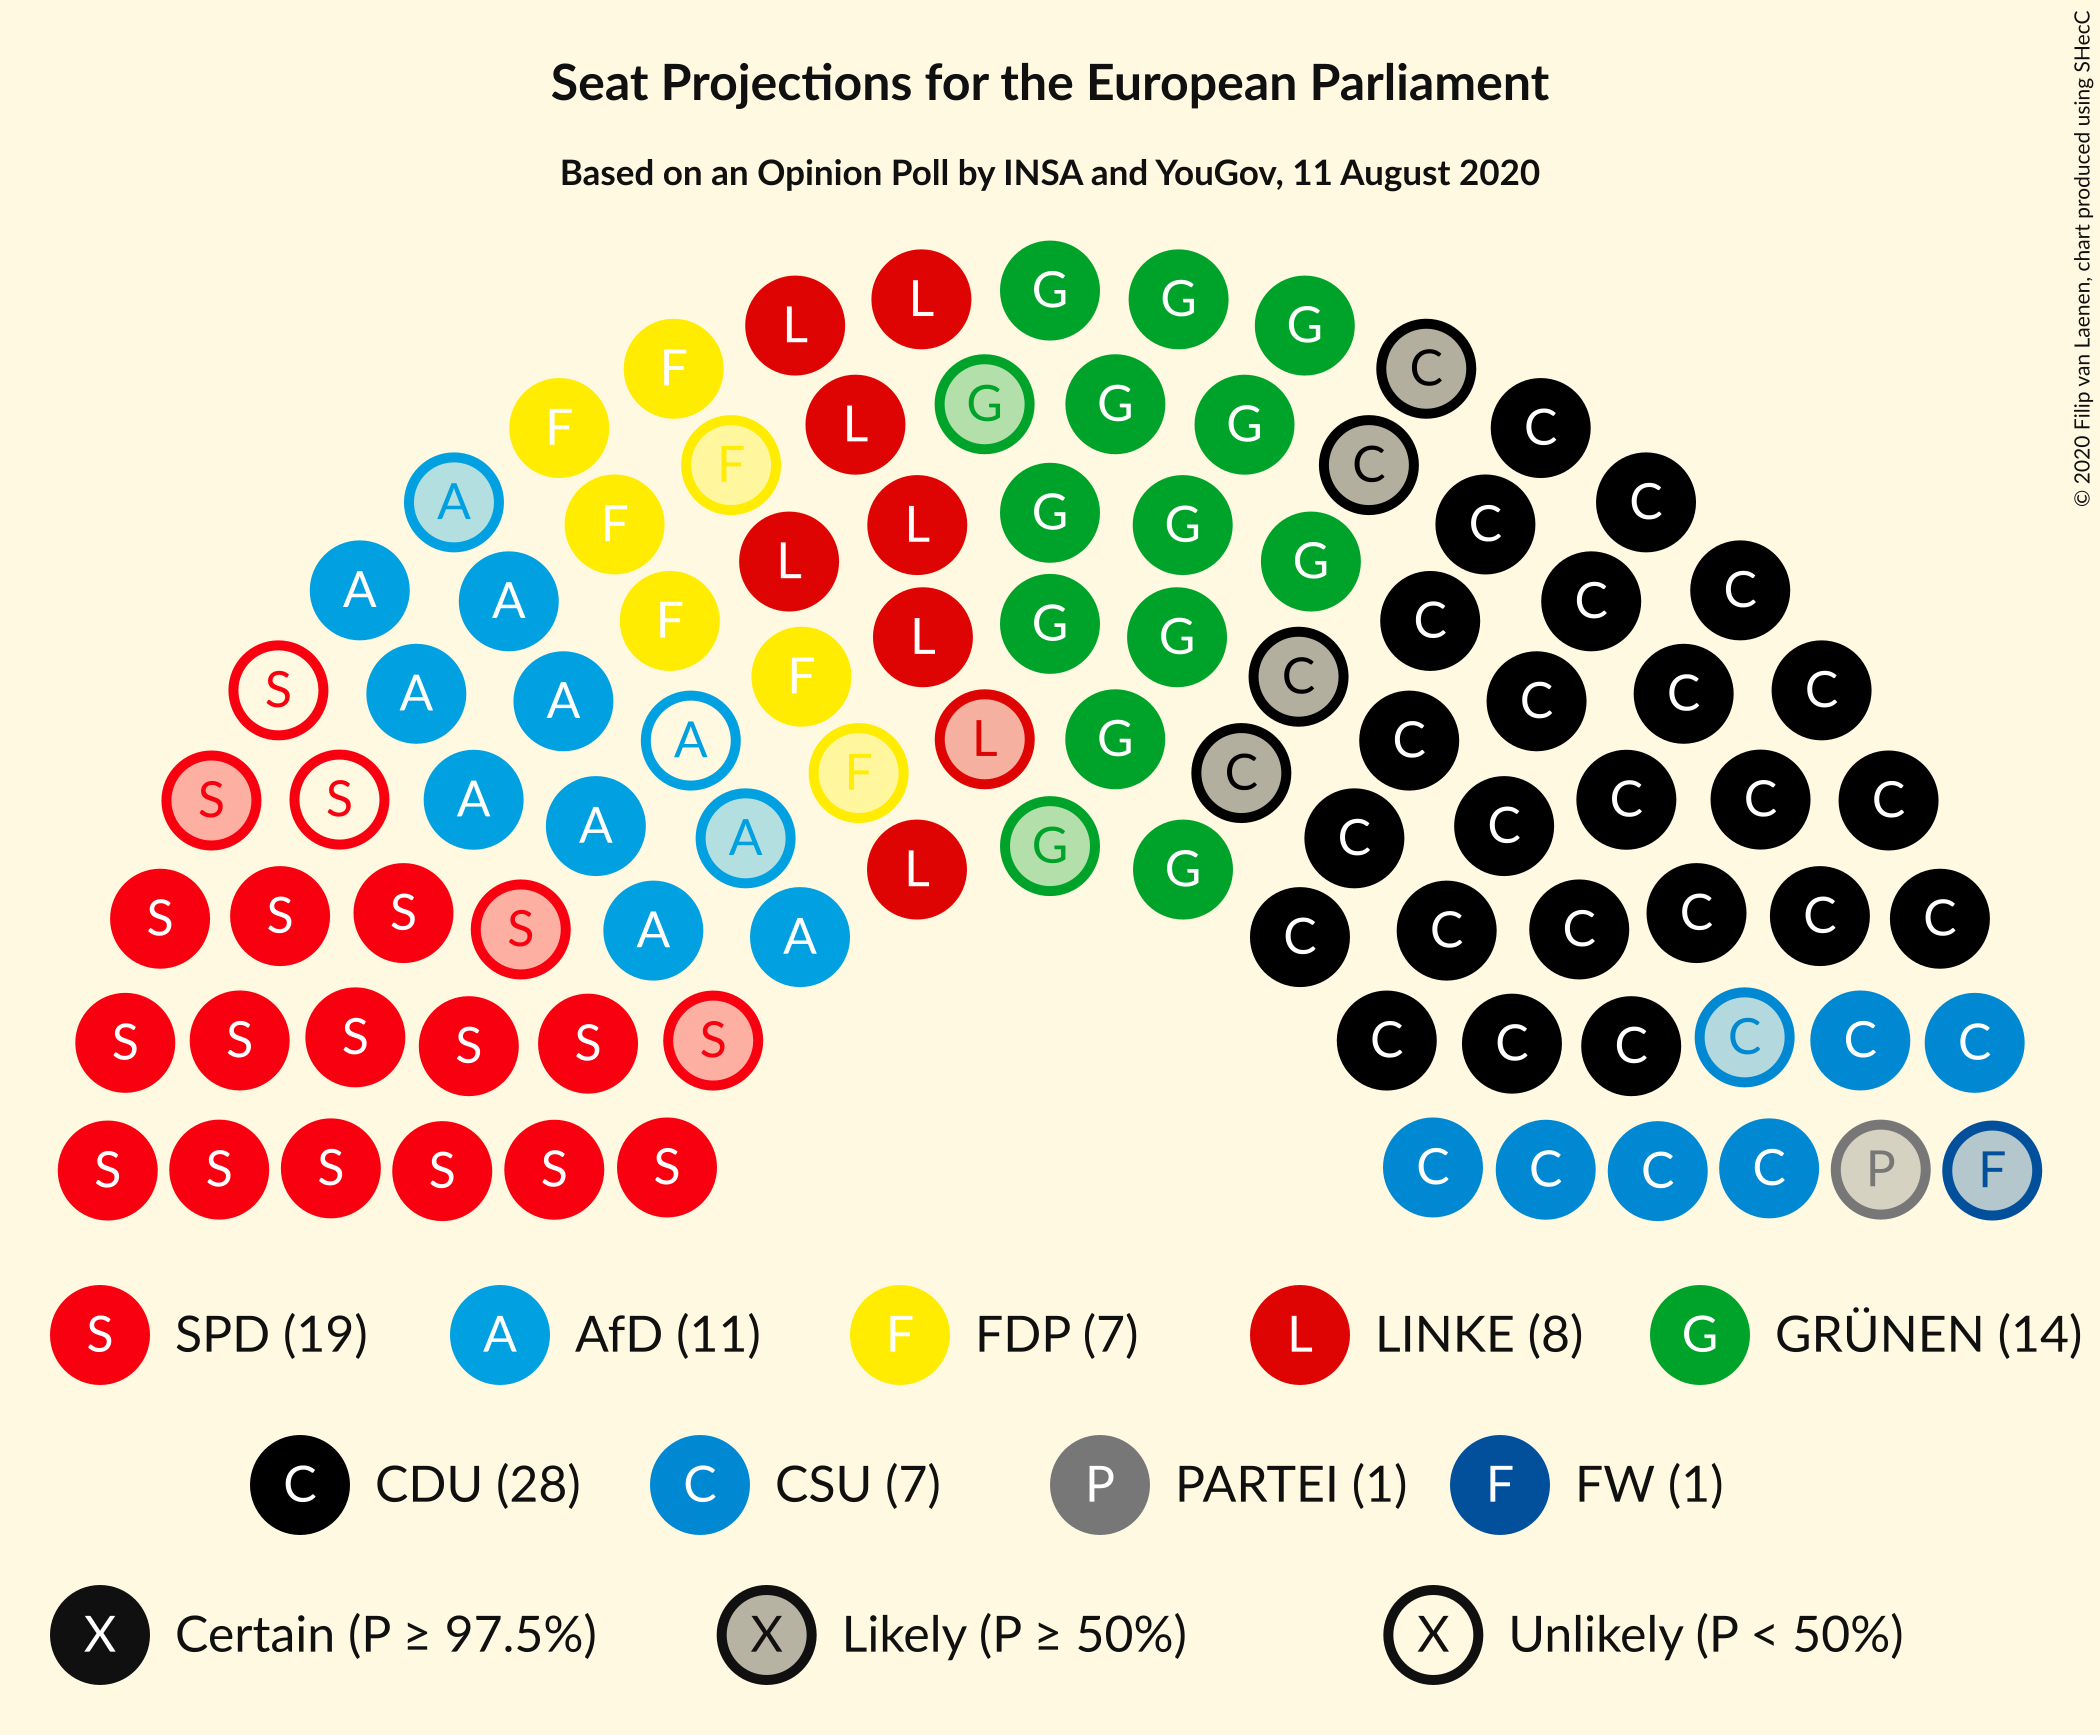 Seat Projections for the European Parliament
Based on an Opinion Poll by INSA and YouGov, 11 August 2020
© 2020 Filip van Laenen, chart produced using SHecC
L G G G
L C
F C
F L G G G C
F C
A F L G G C
F L G C
A A L G C
F L G G C C
S A A F C C C
A L G C C
S S A F G C C C C
A A L G C C
S S S S A A C C C C C C
S S S S S S C C C C C C
S S S S S S C C C C P F
S SPD (19) A AfD (11) F FDP (7) L LINKE (8) G GRÜNEN (14)
C CDU (28) C CSU (7) P PARTEI (1) F FW (1)
X Certain (P ≥ 97.5%) X Likely (P ≥ 50%) X Unlikely (P < 50%)